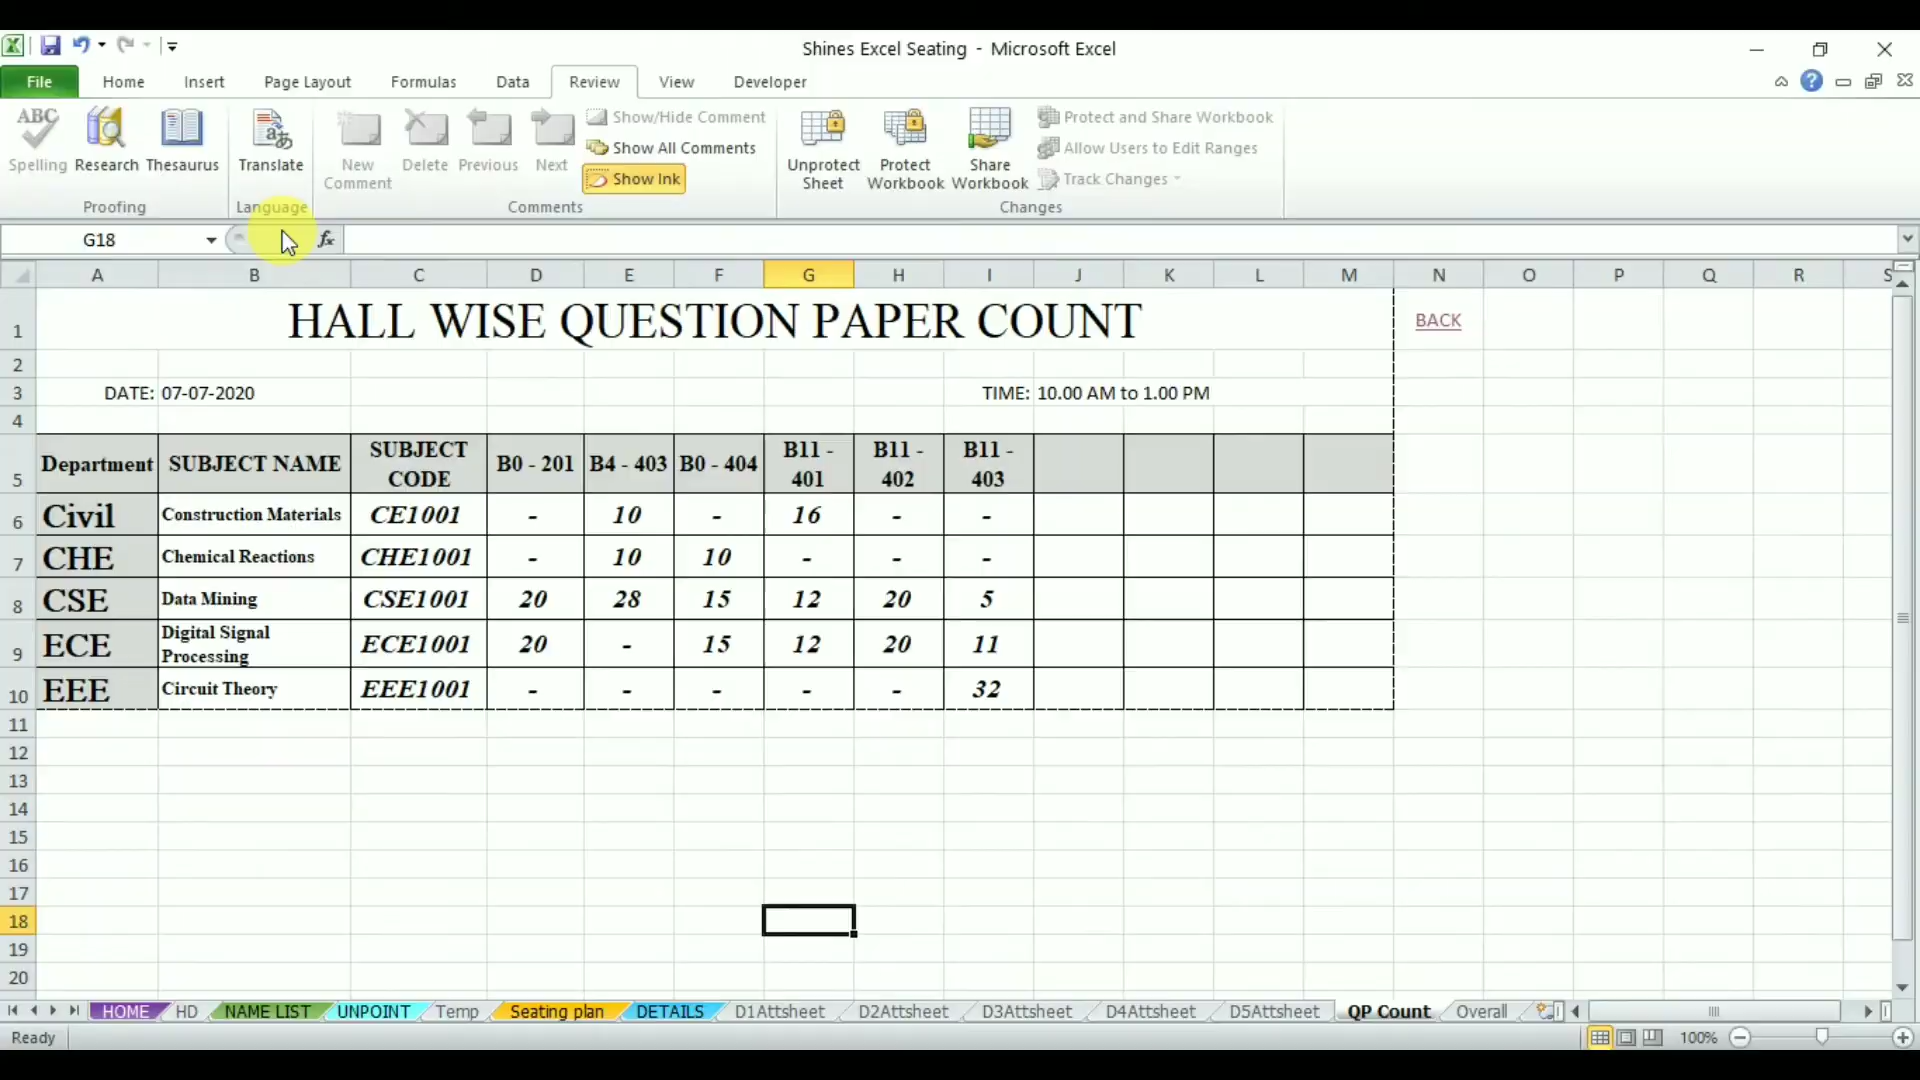 Shines Excel Seating - Microsoft Excel
File Home Insert Page Layout Formulas Data Review View Developer
ABC
Spelling Research Thesaurus
Proofing
Translate
Language
New Comment Delete Previous Next
Show/Hide Comment
Show All Comments
Show Ink
Comments
Unprotect Sheet Protect Workbook Share Workbook
Protect and Share Workbook
Allow Users to Edit Ranges
Track Changes
Changes
G18 fx
A B C D E F G H I J K L M N O P Q R S
1 HALL WISE QUESTION PAPER COUNT BACK
2
3 DATE: 07-07-2020 TIME: 10.00 AM to 1.00 PM
4
5 Department SUBJECT NAME SUBJECT CODE B0 - 201 B4 - 403 B0 - 404 B11 - 401 B11 - 402 B11 - 403
6 Civil Construction Materials CE1001 - 10 - 16 - -
7 CHE Chemical Reactions CHE1001 - 10 10 - - -
8 CSE Data Mining CSE1001 20 28 15 12 20 5
9 ECE Digital Signal Processing ECE1001 20 - 15 12 20 11
10 EEE Circuit Theory EEE1001 - - - - - 32
11
12
13
14
15
16
17
18
19
20
HOME HD NAME LIST UNPOINT Temp Seating plan DETAILS D1Attsheet D2Attsheet D3Attsheet D4Attsheet D5Attsheet QP Count Overall
Ready 100%